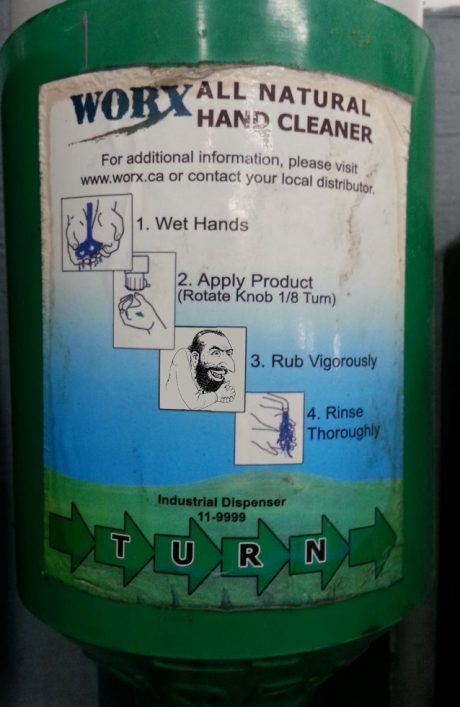 WORX ALL NATURAL
HAND CLEANER
For additional information, please visit
www.worx.ca or contact your local distributor.
1. Wet Hands
2. Apply Product
(Rotate Knob 1/8 Turn)
3. Rub Vigorously
4. Rinse
Thoroughly
Industrial Dispenser
11-9999
TURN